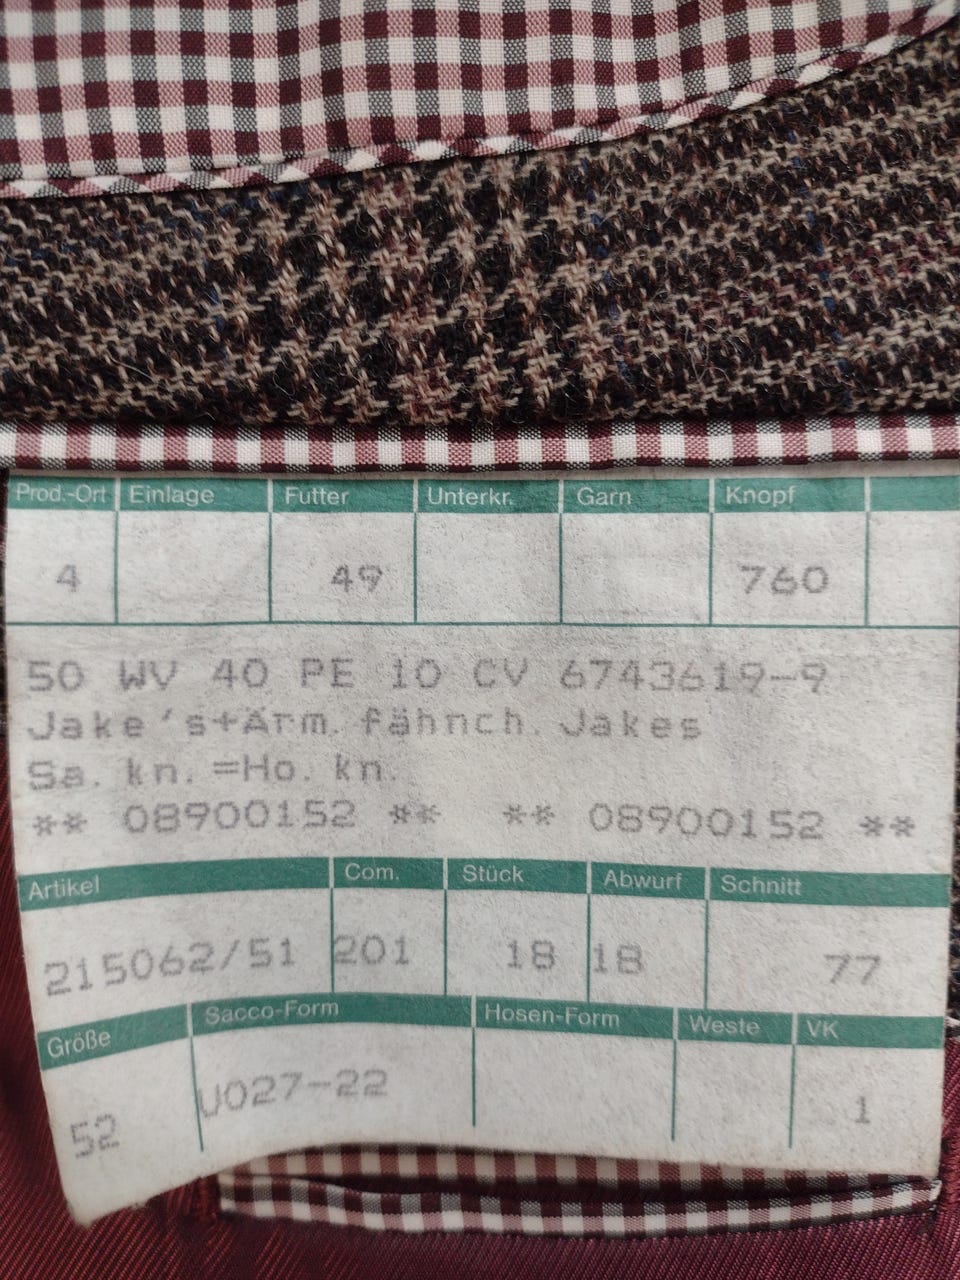 Prod.-Ort Einlage Futter Unterkr. Garn Knopf
4 49 760
50 WV 40 PE 10 CV 6743619-9
Jake's+Ärm. fähnch. Jakes
Sa. kn. =Ho. kn.
** 08900152 ** ** 08900152 **
Artikel Com. Stück Abwurf Schnitt
215062/51 201 18 18 77
Größe Sacco-Form Hosen-Form Weste VK
52 U027-22 1